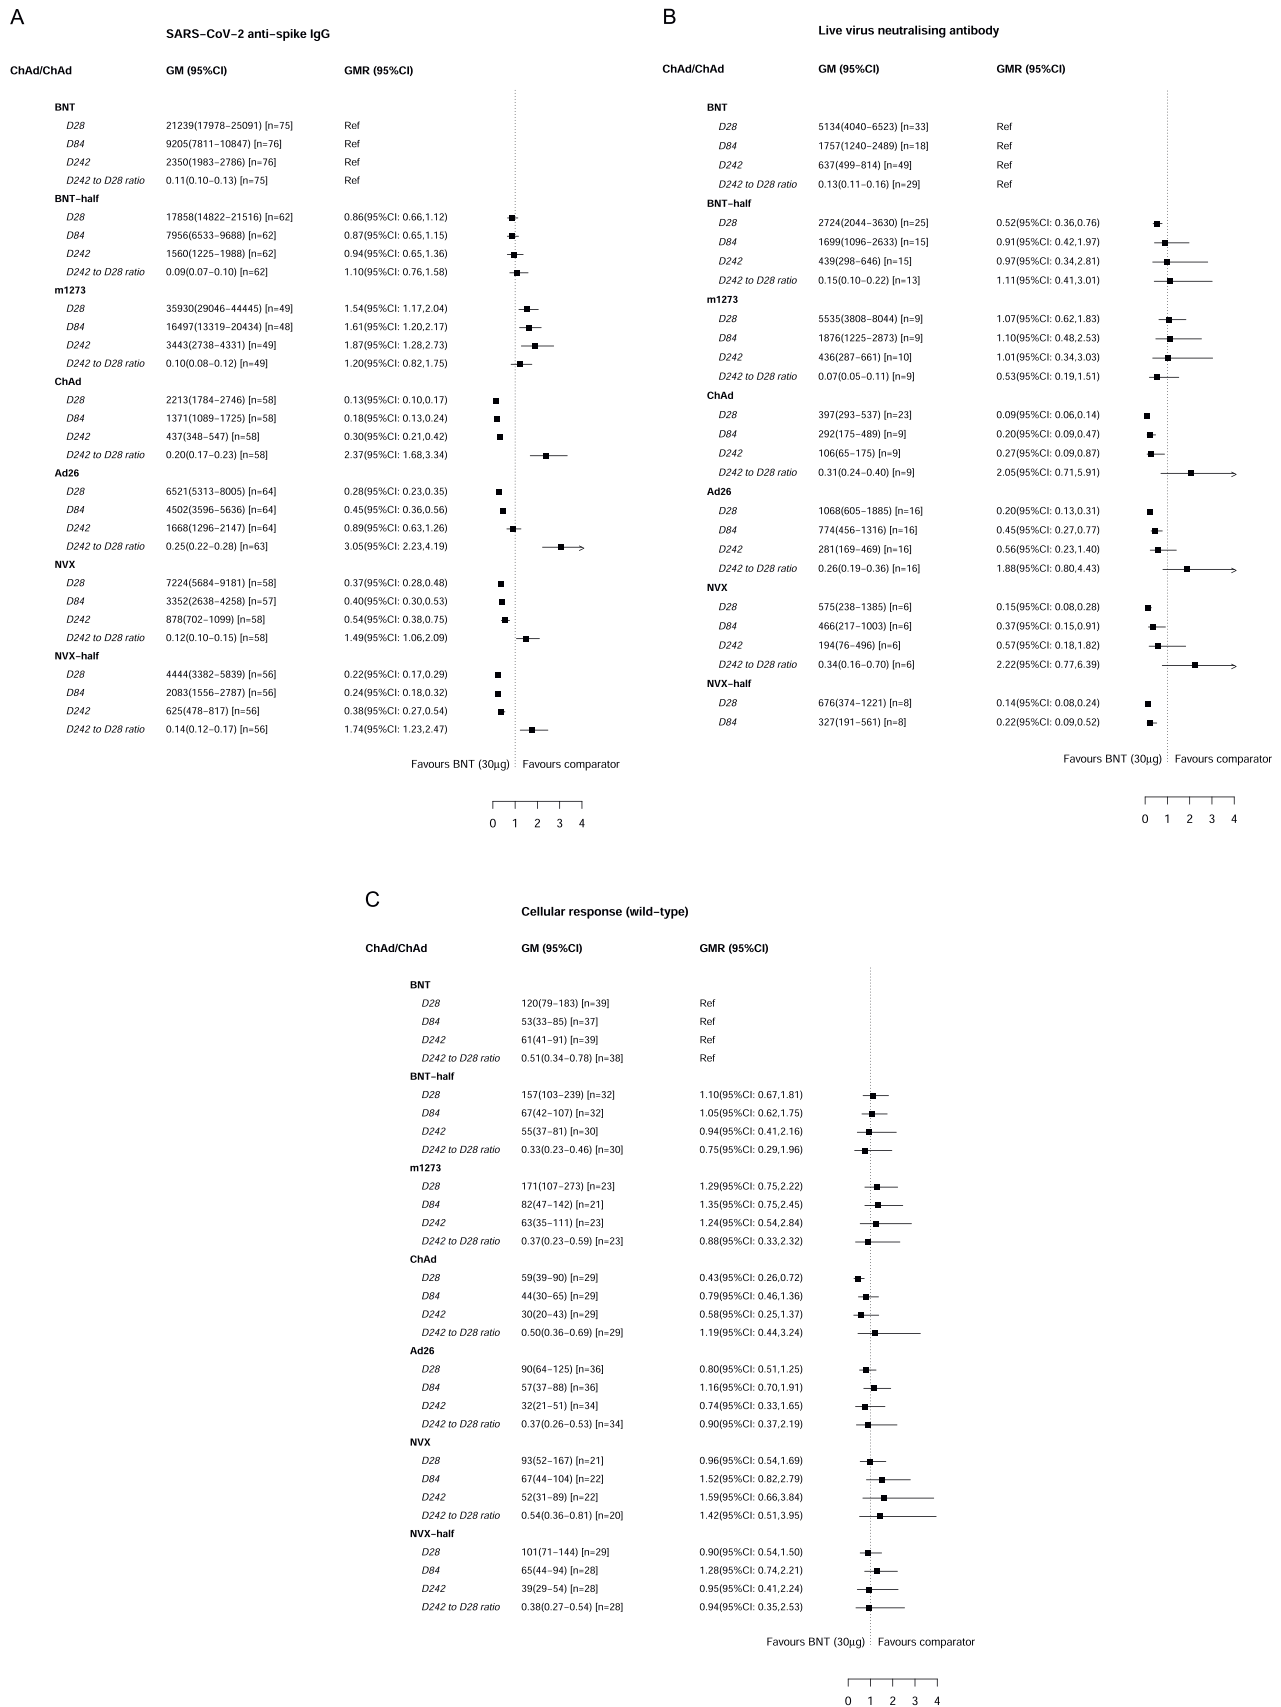 A
SARS−CoV−2 anti−spike IgG
ChAd/ChAd GM (95%CI) GMR (95%CI)
BNT
D28 21239(17978−25091) [n=75] Ref
D84 9205(7811−10847) [n=76] Ref
D242 2350(1983−2786) [n=76] Ref
D242 to D28 ratio 0.11(0.10−0.13) [n=75] Ref
BNT−half
D28 17858(14822−21516) [n=62] 0.86(95%CI: 0.66,1.12)
D84 7956(6533−9688) [n=62] 0.87(95%CI: 0.65,1.15)
D242 1560(1225−1988) [n=62] 0.94(95%CI: 0.65,1.36)
D242 to D28 ratio 0.09(0.07−0.10) [n=62] 1.10(95%CI: 0.76,1.58)
m1273
D28 35930(29046−44445) [n=49] 1.54(95%CI: 1.17,2.04)
D84 16497(13319−20434) [n=48] 1.61(95%CI: 1.20,2.17)
D242 3443(2738−4331) [n=49] 1.87(95%CI: 1.28,2.73)
D242 to D28 ratio 0.10(0.08−0.12) [n=49] 1.20(95%CI: 0.82,1.75)
ChAd
D28 2213(1784−2746) [n=58] 0.13(95%CI: 0.10,0.17)
D84 1371(1089−1725) [n=58] 0.18(95%CI: 0.13,0.24)
D242 437(348−547) [n=58] 0.30(95%CI: 0.21,0.42)
D242 to D28 ratio 0.20(0.17−0.23) [n=58] 2.37(95%CI: 1.68,3.34)
Ad26
D28 6521(5313−8005) [n=64] 0.28(95%CI: 0.23,0.35)
D84 4502(3596−5636) [n=64] 0.45(95%CI: 0.36,0.56)
D242 1668(1296−2147) [n=64] 0.89(95%CI: 0.63,1.26)
D242 to D28 ratio 0.25(0.22−0.28) [n=63] 3.05(95%CI: 2.23,4.19)
NVX
D28 7224(5684−9181) [n=58] 0.37(95%CI: 0.28,0.48)
D84 3352(2638−4258) [n=57] 0.40(95%CI: 0.30,0.53)
D242 878(702−1099) [n=58] 0.54(95%CI: 0.38,0.75)
D242 to D28 ratio 0.12(0.10−0.15) [n=58] 1.49(95%CI: 1.06,2.09)
NVX−half
D28 4444(3382−5839) [n=56] 0.22(95%CI: 0.17,0.29)
D84 2083(1556−2787) [n=56] 0.24(95%CI: 0.18,0.32)
D242 625(478−817) [n=56] 0.38(95%CI: 0.27,0.54)
D242 to D28 ratio 0.14(0.12−0.17) [n=56] 1.74(95%CI: 1.23,2.47)
Favours BNT (30µg) Favours comparator
0 1 2 3 4
B
Live virus neutralising antibody
ChAd/ChAd GM (95%CI) GMR (95%CI)
BNT
D28 5134(4040−6523) [n=33] Ref
D84 1757(1240−2489) [n=18] Ref
D242 637(499−814) [n=49] Ref
D242 to D28 ratio 0.13(0.11−0.16) [n=29] Ref
BNT−half
D28 2724(2044−3630) [n=25] 0.52(95%CI: 0.36,0.76)
D84 1699(1096−2633) [n=15] 0.91(95%CI: 0.42,1.97)
D242 439(298−646) [n=15] 0.97(95%CI: 0.34,2.81)
D242 to D28 ratio 0.15(0.10−0.22) [n=13] 1.11(95%CI: 0.41,3.01)
m1273
D28 5535(3808−8044) [n=9] 1.07(95%CI: 0.62,1.83)
D84 1876(1225−2873) [n=9] 1.10(95%CI: 0.48,2.53)
D242 436(287−661) [n=10] 1.01(95%CI: 0.34,3.03)
D242 to D28 ratio 0.07(0.05−0.11) [n=9] 0.53(95%CI: 0.19,1.51)
ChAd
D28 397(293−537) [n=23] 0.09(95%CI: 0.06,0.14)
D84 292(175−489) [n=9] 0.20(95%CI: 0.09,0.47)
D242 106(65−175) [n=9] 0.27(95%CI: 0.09,0.87)
D242 to D28 ratio 0.31(0.24−0.40) [n=9] 2.05(95%CI: 0.71,5.91)
Ad26
D28 1068(605−1885) [n=16] 0.20(95%CI: 0.13,0.31)
D84 774(456−1316) [n=16] 0.45(95%CI: 0.27,0.77)
D242 281(169−469) [n=16] 0.56(95%CI: 0.23,1.40)
D242 to D28 ratio 0.26(0.19−0.36) [n=16] 1.88(95%CI: 0.80,4.43)
NVX
D28 575(238−1385) [n=6] 0.15(95%CI: 0.08,0.28)
D84 466(217−1003) [n=6] 0.37(95%CI: 0.15,0.91)
D242 194(76−496) [n=6] 0.57(95%CI: 0.18,1.82)
D242 to D28 ratio 0.34(0.16−0.70) [n=6] 2.22(95%CI: 0.77,6.39)
NVX−half
D28 676(374−1221) [n=8] 0.14(95%CI: 0.08,0.24)
D84 327(191−561) [n=8] 0.22(95%CI: 0.09,0.52)
Favours BNT (30µg) Favours comparator
0 1 2 3 4
C
Cellular response (wild−type)
ChAd/ChAd GM (95%CI) GMR (95%CI)
BNT
D28 120(79−183) [n=39] Ref
D84 53(33−85) [n=37] Ref
D242 61(41−91) [n=39] Ref
D242 to D28 ratio 0.51(0.34−0.78) [n=38] Ref
BNT−half
D28 157(103−239) [n=32] 1.10(95%CI: 0.67,1.81)
D84 67(42−107) [n=32] 1.05(95%CI: 0.62,1.75)
D242 55(37−81) [n=30] 0.94(95%CI: 0.41,2.16)
D242 to D28 ratio 0.33(0.23−0.46) [n=30] 0.75(95%CI: 0.29,1.96)
m1273
D28 171(107−273) [n=23] 1.29(95%CI: 0.75,2.22)
D84 82(47−142) [n=21] 1.35(95%CI: 0.75,2.45)
D242 63(35−111) [n=23] 1.24(95%CI: 0.54,2.84)
D242 to D28 ratio 0.37(0.23−0.59) [n=23] 0.88(95%CI: 0.33,2.32)
ChAd
D28 59(39−90) [n=29] 0.43(95%CI: 0.26,0.72)
D84 44(30−65) [n=29] 0.79(95%CI: 0.46,1.36)
D242 30(20−43) [n=29] 0.58(95%CI: 0.25,1.37)
D242 to D28 ratio 0.50(0.36−0.69) [n=29] 1.19(95%CI: 0.44,3.24)
Ad26
D28 90(64−125) [n=36] 0.80(95%CI: 0.51,1.25)
D84 57(37−88) [n=36] 1.16(95%CI: 0.70,1.91)
D242 32(21−51) [n=34] 0.74(95%CI: 0.33,1.65)
D242 to D28 ratio 0.37(0.26−0.53) [n=34] 0.90(95%CI: 0.37,2.19)
NVX
D28 93(52−167) [n=21] 0.96(95%CI: 0.54,1.69)
D84 67(44−104) [n=22] 1.52(95%CI: 0.82,2.79)
D242 52(31−89) [n=22] 1.59(95%CI: 0.66,3.84)
D242 to D28 ratio 0.54(0.36−0.81) [n=20] 1.42(95%CI: 0.51,3.95)
NVX−half
D28 101(71−144) [n=29] 0.90(95%CI: 0.54,1.50)
D84 65(44−94) [n=28] 1.28(95%CI: 0.74,2.21)
D242 39(29−54) [n=28] 0.95(95%CI: 0.41,2.24)
D242 to D28 ratio 0.38(0.27−0.54) [n=28] 0.94(95%CI: 0.35,2.53)
Favours BNT (30µg) Favours comparator
0 1 2 3 4